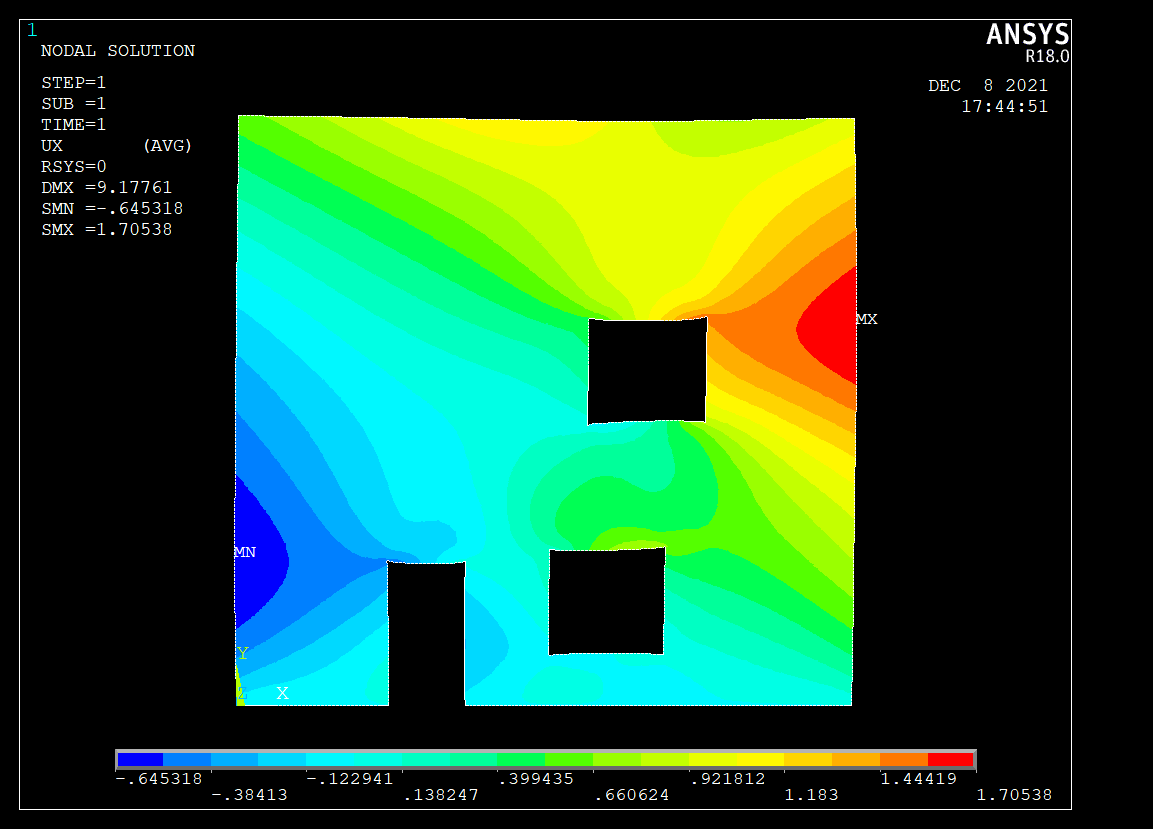 1
ANSYS
R18.0
NODAL SOLUTION
STEP=1
SUB =1
TIME=1
UX (AVG)
RSYS=0
DMX =9.17761
SMN =-.645318
SMX =1.70538
DEC 8 2021
17:44:51
MX
MN
Y
Z X
-.645318 -.122941 .399435 .921812 1.44419
-.38413 .138247 .660624 1.183 1.70538